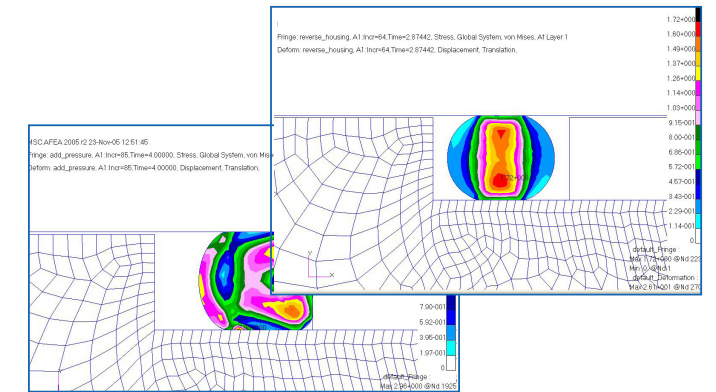 Fringe: reverse_housing, A1:Incr=64,Time=2.87442, Stress, Global System, von Mises, At Layer 1
Deform: reverse_housing, A1:Incr=64,Time=2.87442, Displacement, Translation,
1.72+000
1.60+000
1.49+000
1.37+000
1.26+000
1.14+000
1.03+000
9.15-001
8.00-001
6.86-001
5.72-001
4.57-001
3.43-001
2.29-001
1.14-001
0.
default_Fringe :
Max 1.72+000 @Nd 223
Min 0. @Nd 1
default_Deformation :
Max 2.61+001 @Nd 270
Y
X
MSC.AFEA 2005 r2 23-Nov-05 12:51:45
Fringe: add_pressure, A1:Incr=85,Time=4.00000, Stress, Global System, von Mis
Deform: add_pressure, A1:Incr=85,Time=4.00000, Displacement, Translation,
7.90-001
5.92-001
3.95-001
1.97-001
0.
default_Fringe :
Max 2.96+000 @Nd 1925